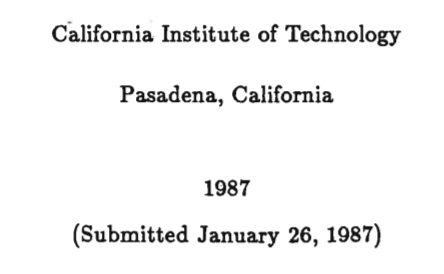 California Institute of Technology
Pasadena, California
1987
(Submitted January 26, 1987)